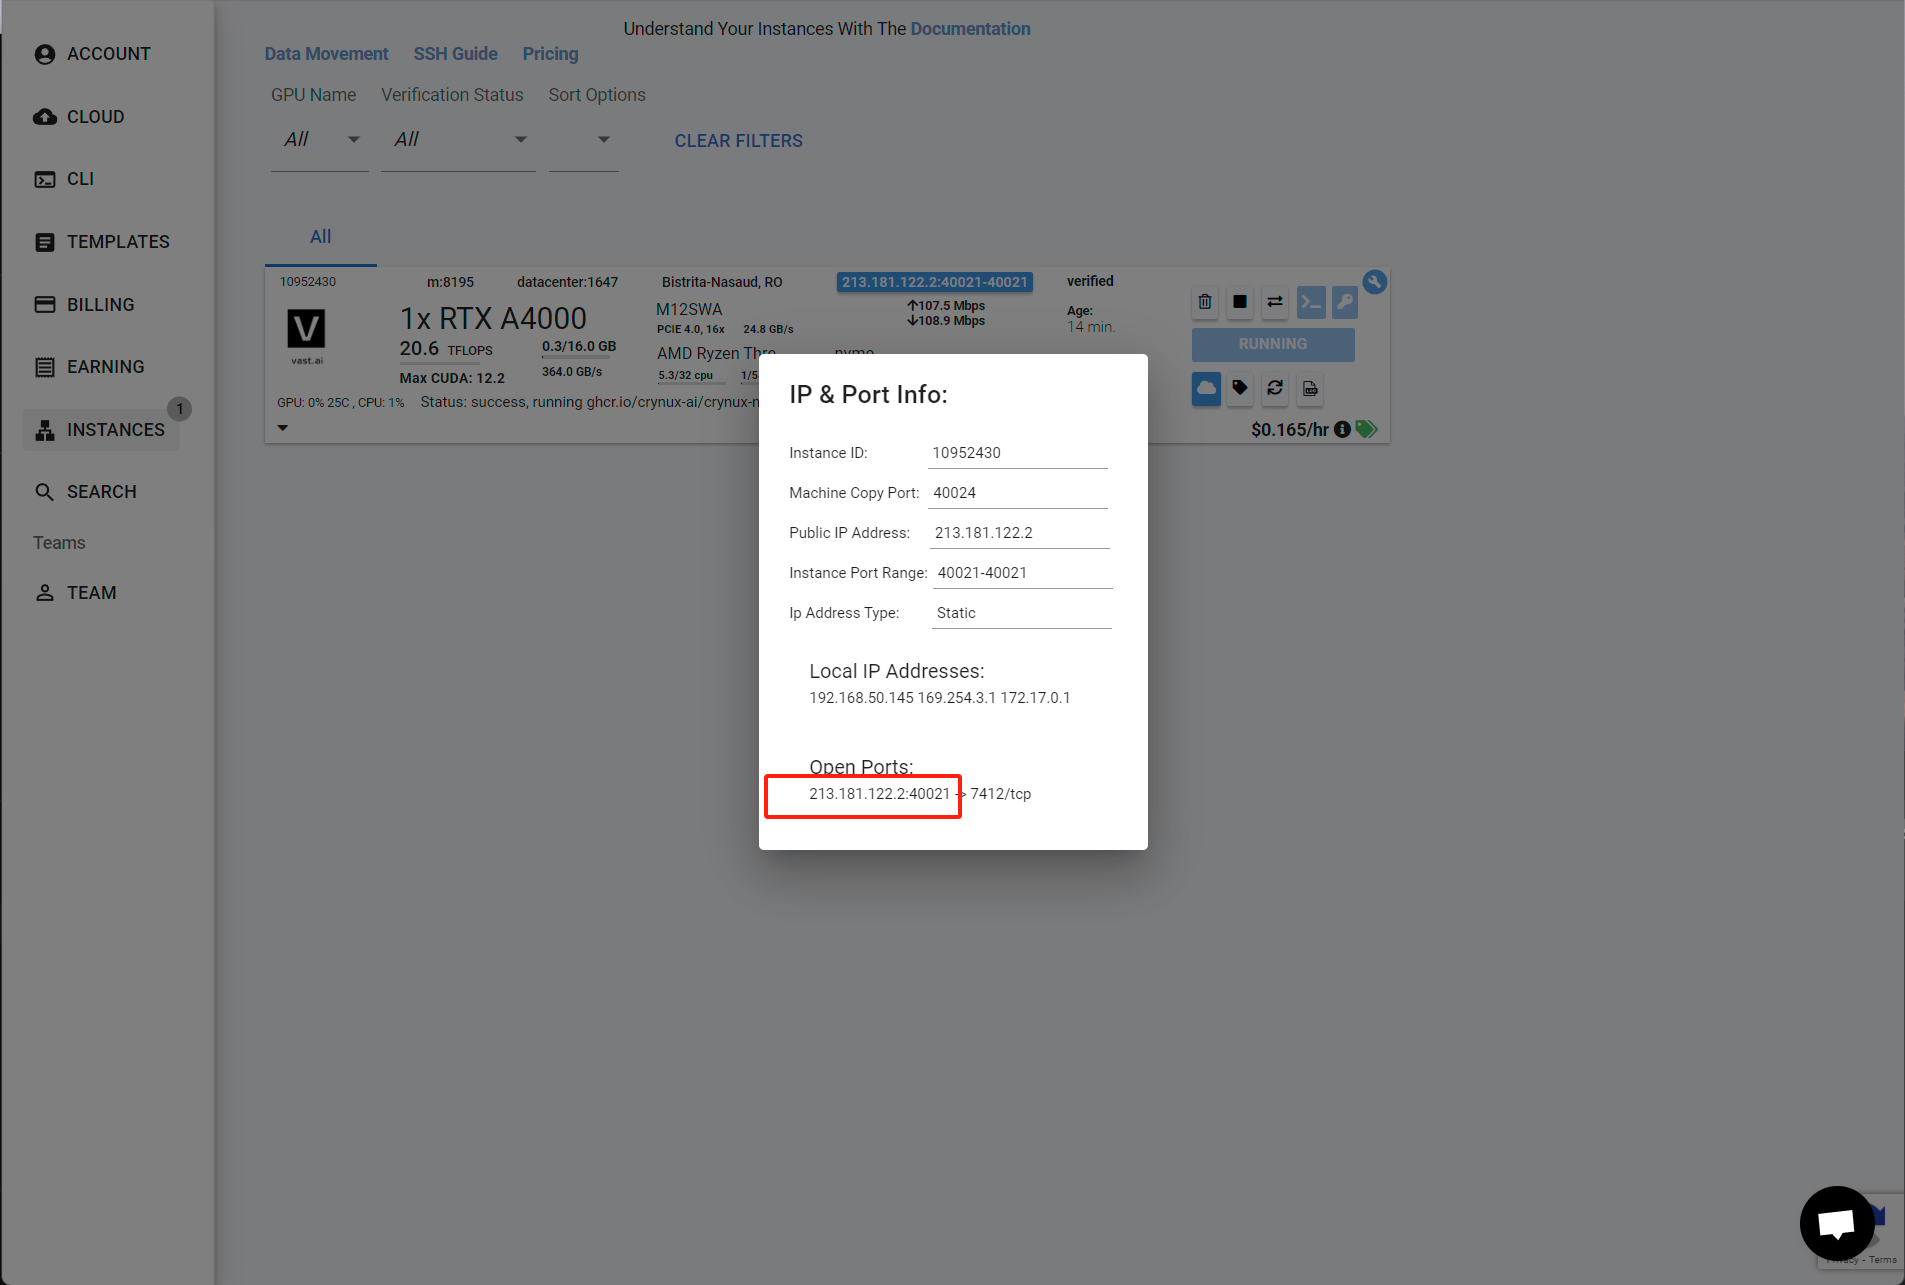 Understand Your Instances With The Documentation
Data Movement SSH Guide Pricing
GPU Name Verification Status Sort Options
All All CLEAR FILTERS
ACCOUNT
CLOUD
CLI
TEMPLATES
BILLING
EARNING
INSTANCES 1
SEARCH
Teams
TEAM
All
10952430 m:8195 datacenter:1647 Bistrita-Nasaud, RO 213.181.122.2:40021-40021 verified
V
vast.ai
1x RTX A4000
20.6 TFLOPS 0.3/16.0 GB
Max CUDA: 12.2 364.0 GB/s
M12SWA
PCIE 4.0, 16x 24.8 GB/s
AMD Ryzen Thre nvme
5.3/32 cpu 1/5
↑107.5 Mbps
↓108.9 Mbps
Age:
14 min.
RUNNING
GPU: 0% 25C , CPU: 1% Status: success, running ghcr.io/crynux-ai/crynux-n
$0.165/hr
IP & Port Info:
Instance ID: 10952430
Machine Copy Port: 40024
Public IP Address: 213.181.122.2
Instance Port Range: 40021-40021
Ip Address Type: Static
Local IP Addresses:
192.168.50.145 169.254.3.1 172.17.0.1
Open Ports:
213.181.122.2:40021 -> 7412/tcp
- Terms